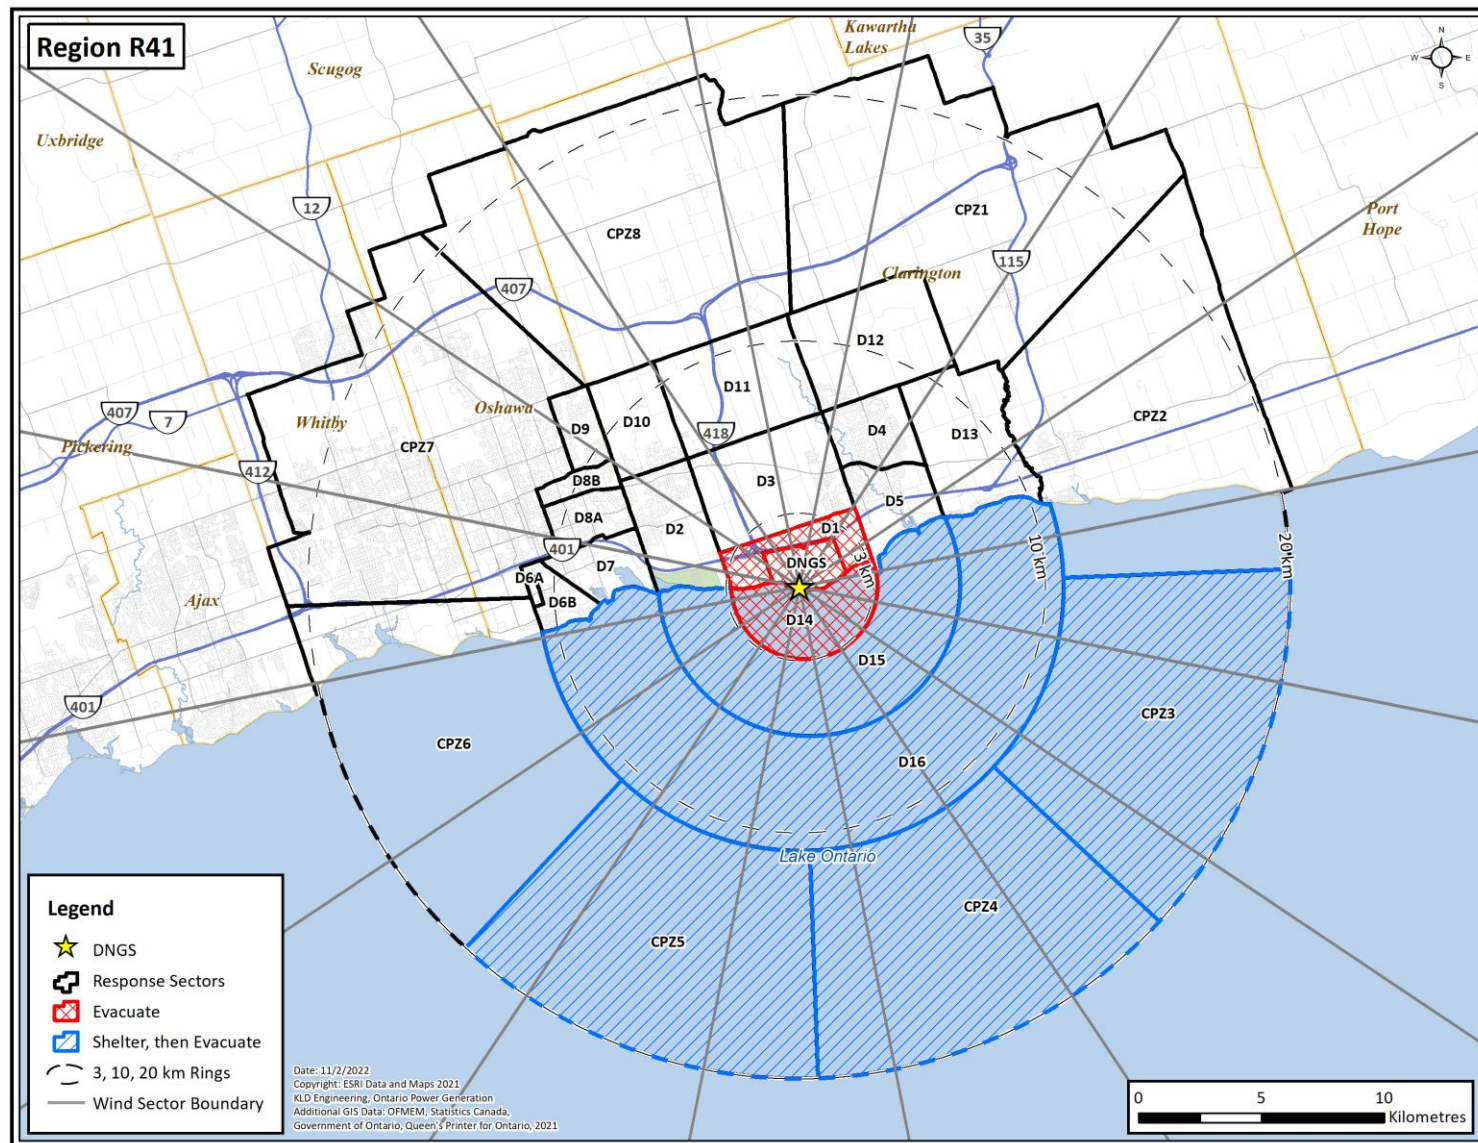 Region R41
Kawartha
Lakes
35
N
W
E
S
Scugog
Uxbridge
12
CPZ8
CPZ1
Port
Hope
115
Clarington
407
D12
407
7
Whitby
Oshawa
D11
Pickering
CPZ7
D9
D10
418
D4
D13
CPZ2
412
D8B
D3
D8A
D2
D5
D1
401
D7
DNGS
3 km
10 km
20 km
D6A
D6B
Ajax
D14
D15
401
CPZ6
CPZ3
D16
Lake Ontario
CPZ4
CPZ5
Legend
DNGS
Response Sectors
Evacuate
Shelter, then Evacuate
3, 10, 20 km Rings
Wind Sector Boundary
Date: 11/2/2022
Copyright: ESRI Data and Maps 2021
KLD Engineering, Ontario Power Generation
Additional GIS Data: OFMEM, Statistics Canada,
Government of Ontario, Queen's Printer for Ontario, 2021
0 5 10
Kilometres